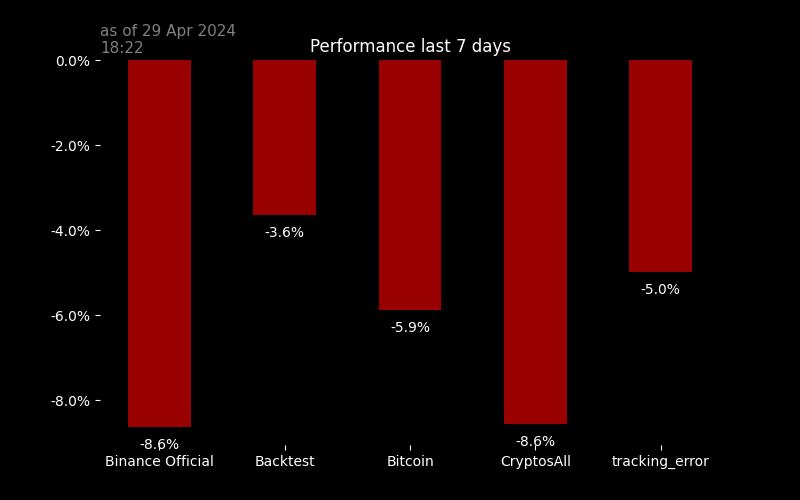 as of 29 Apr 2024
18:22
Performance last 7 days
0.0%
-2.0%
-4.0%
-6.0%
-8.0%
-8.6%
-3.6%
-5.9%
-8.6%
-5.0%
Binance Official
Backtest
Bitcoin
CryptosAll
tracking_error